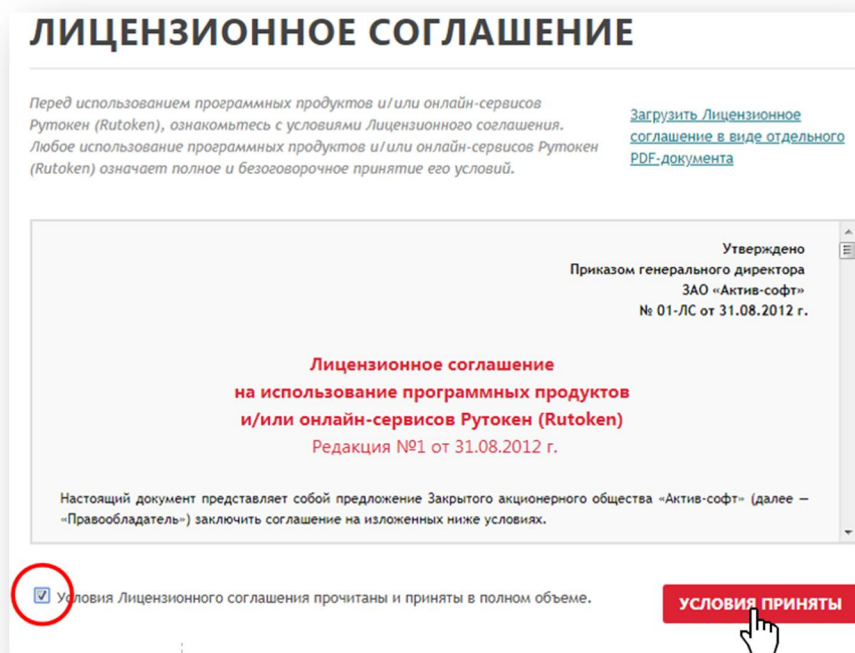 ЛИЦЕНЗИОННОЕ СОГЛАШЕНИЕ
Перед использованием программных продуктов и/или онлайн-сервисов
Рутокен (Rutoken), ознакомьтесь с условиями Лицензионного соглашения.
Любое использование программных продуктов и/или онлайн-сервисов Рутокен
(Rutoken) означает полное и безоговорочное принятие его условий.
Загрузить Лицензионное
соглашение в виде отдельного
PDF-документа
Утверждено
Приказом генерального директора
ЗАО «Актив-софт»
№ 01-ЛС от 31.08.2012 г.
Лицензионное соглашение
на использование программных продуктов
и/или онлайн-сервисов Рутокен (Rutoken)
Редакция №1 от 31.08.2012 г.
Настоящий документ представляет собой предложение Закрытого акционерного общества «Актив-софт» (далее —
«Правообладатель») заключить соглашение на изложенных ниже условиях.
Условия Лицензионного соглашения прочитаны и приняты в полном объеме.
УСЛОВИЯ ПРИНЯТЫ